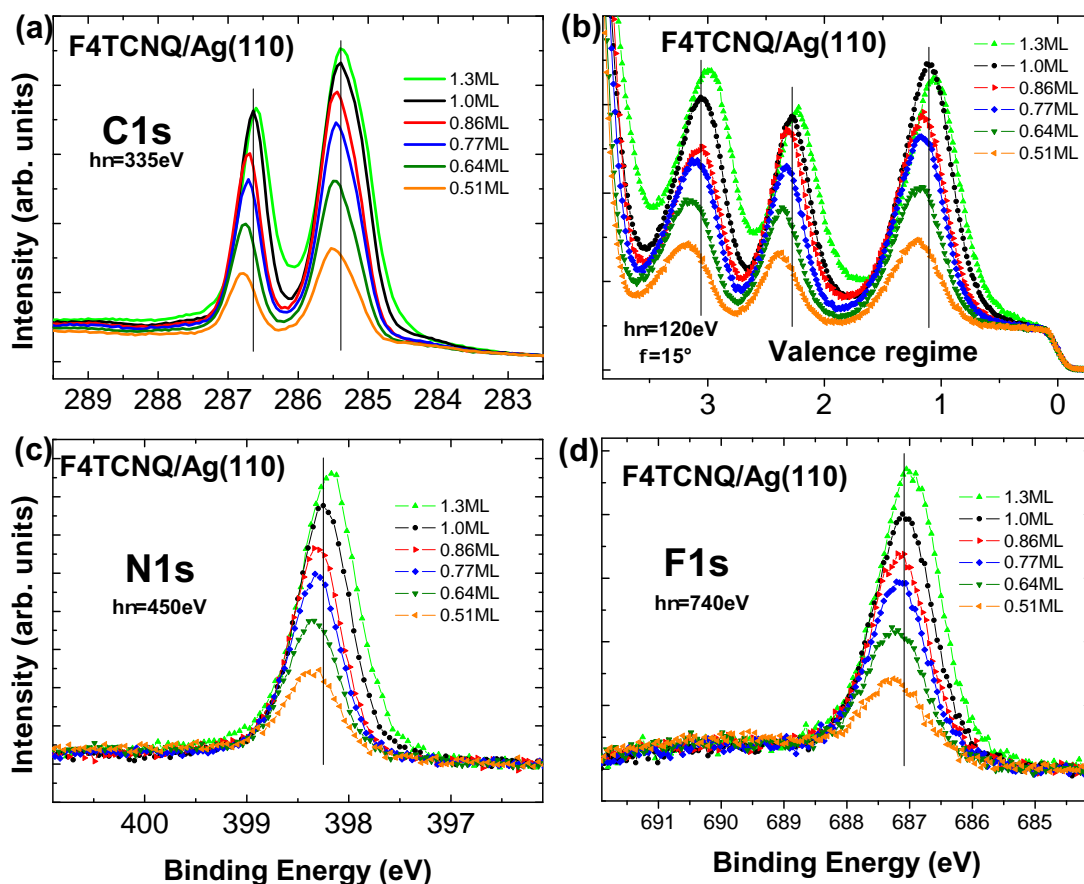 (a)
F4TCNQ/Ag(110)
C1s
hn=335eV
1.3ML
1.0ML
0.86ML
0.77ML
0.64ML
0.51ML
Intensity (arb. units)
289 288 287 286 285 284 283
(b)
F4TCNQ/Ag(110)
1.3ML
1.0ML
0.86ML
0.77ML
0.64ML
0.51ML
hn=120eV
f=15°
Valence regime
3 2 1 0
(c)
F4TCNQ/Ag(110)
N1s
hn=450eV
1.3ML
1.0ML
0.86ML
0.77ML
0.64ML
0.51ML
Intensity (arb. units)
400 399 398 397
Binding Energy (eV)
(d)
F4TCNQ/Ag(110)
F1s
hn=740eV
1.3ML
1.0ML
0.86ML
0.77ML
0.64ML
0.51ML
691 690 689 688 687 686 685
Binding Energy (eV)